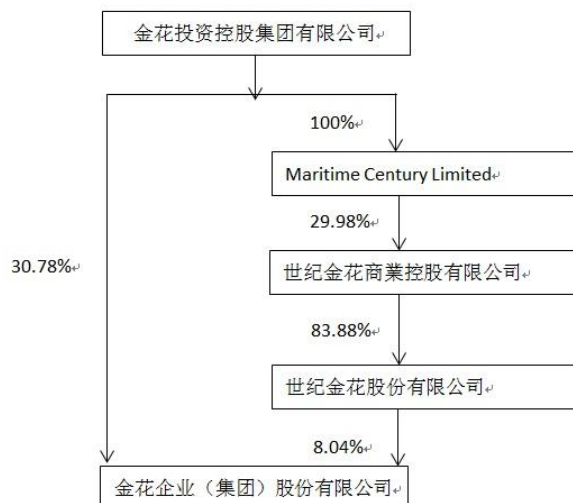 金花投资控股集团有限公司
100%
Maritime Century Limited
29.98%
30.78%
世纪金花商業控股有限公司
83.88%
世纪金花股份有限公司
8.04%
金花企业（集团）股份有限公司